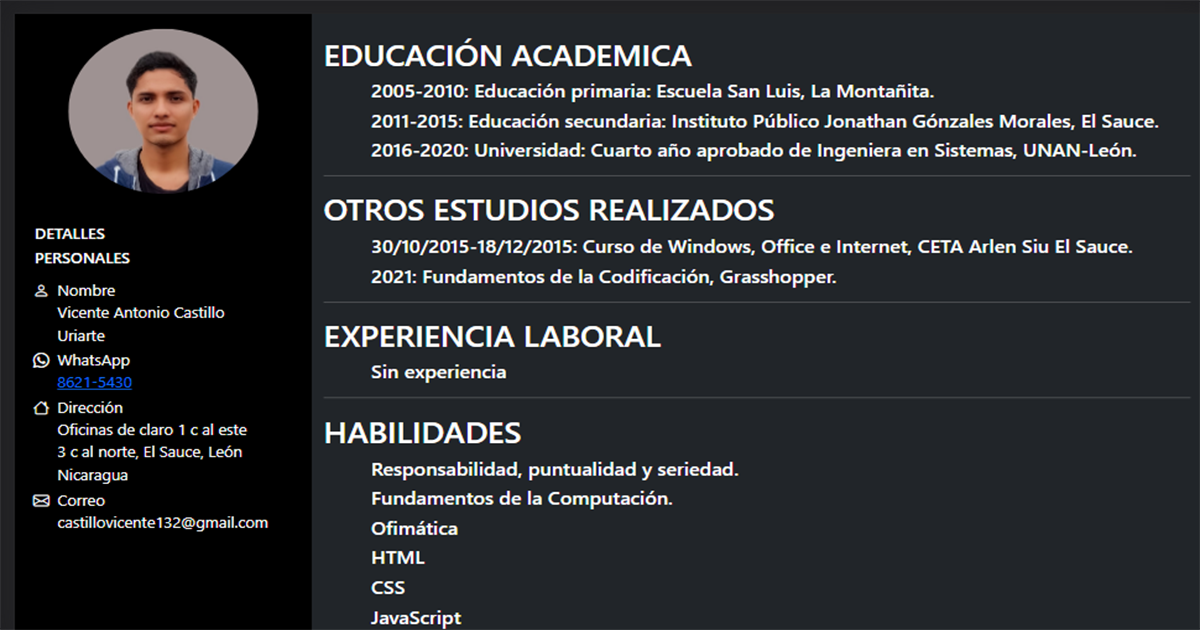 DETALLES
PERSONALES
Nombre
Vicente Antonio Castillo
Uriarte
WhatsApp
8621-5430
Dirección
Oficinas de claro 1 c al este
3 c al norte, El Sauce, León
Nicaragua
Correo
castillovicente132@gmail.com
EDUCACIÓN ACADEMICA
2005-2010: Educación primaria: Escuela San Luis, La Montañita.
2011-2015: Educación secundaria: Instituto Público Jonathan Gónzales Morales, El Sauce.
2016-2020: Universidad: Cuarto año aprobado de Ingeniera en Sistemas, UNAN-León.
OTROS ESTUDIOS REALIZADOS
30/10/2015-18/12/2015: Curso de Windows, Office e Internet, CETA Arlen Siu El Sauce.
2021: Fundamentos de la Codificación, Grasshopper.
EXPERIENCIA LABORAL
Sin experiencia
HABILIDADES
Responsabilidad, puntualidad y seriedad.
Fundamentos de la Computación.
Ofimática
HTML
CSS
JavaScript